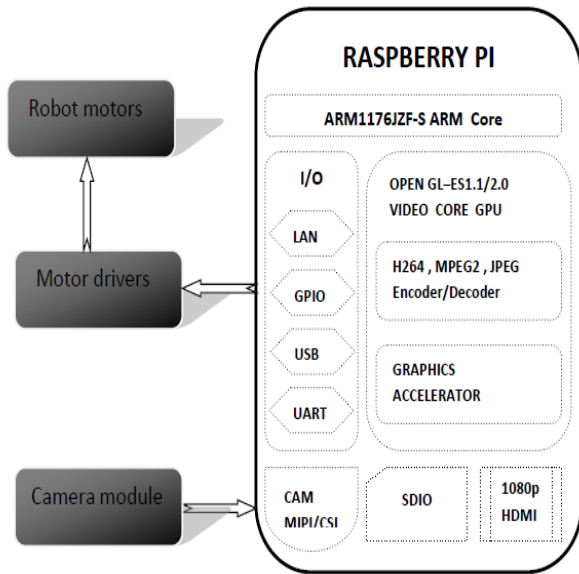 RASPBERRY PI
ARM1176JZF-S ARM Core
Robot motors
Motor drivers
Camera module
I/O
LAN
GPIO
USB
UART
OPEN GL–ES1.1/2.0
VIDEO CORE GPU
H264 , MPEG2 , JPEG
Encoder/Decoder
GRAPHICS
ACCELERATOR
CAM
MIPI/CSI
SDIO
1080p
HDMI